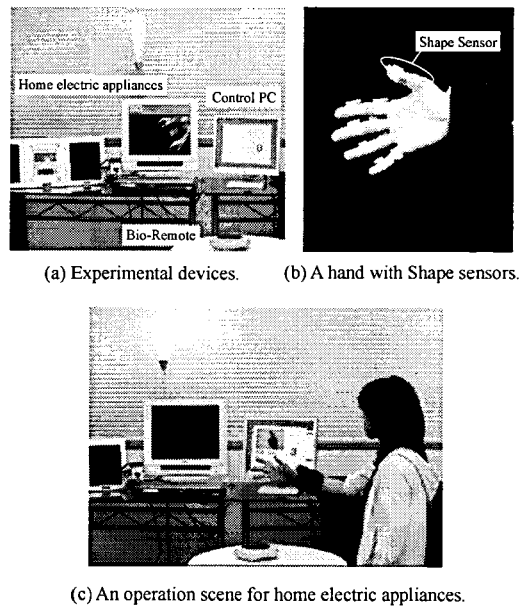 Shape Sensor
Home electric appliances
Control PC
Bio-Remote
(a) Experimental devices.
(b) A hand with Shape sensors.
(c) An operation scene for home electric appliances.